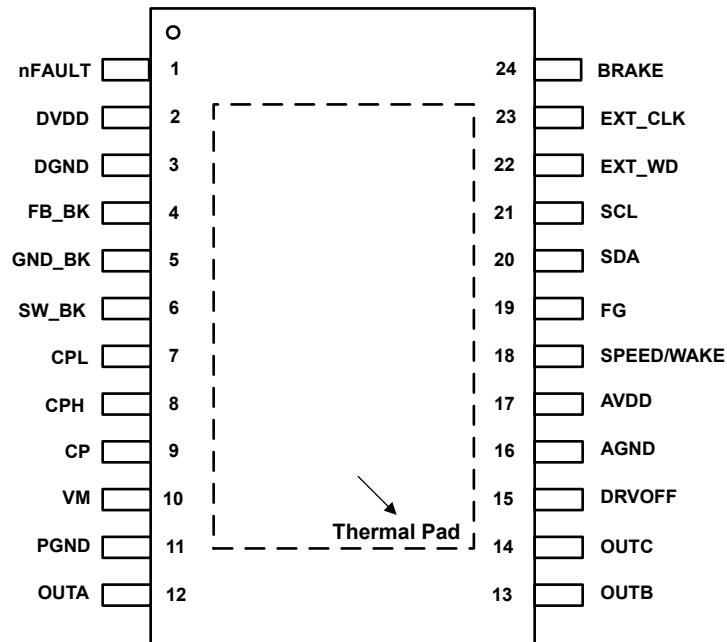 nFAULT 1 24 BRAKE
DVDD 2 23 EXT_CLK
DGND 3 22 EXT_WD
FB_BK 4 21 SCL
GND_BK 5 20 SDA
SW_BK 6 19 FG
CPL 7 18 SPEED/WAKE
CPH 8 17 AVDD
CP 9 16 AGND
VM 10 15 DRVOFF
Thermal Pad
PGND 11 14 OUTC
OUTA 12 13 OUTB